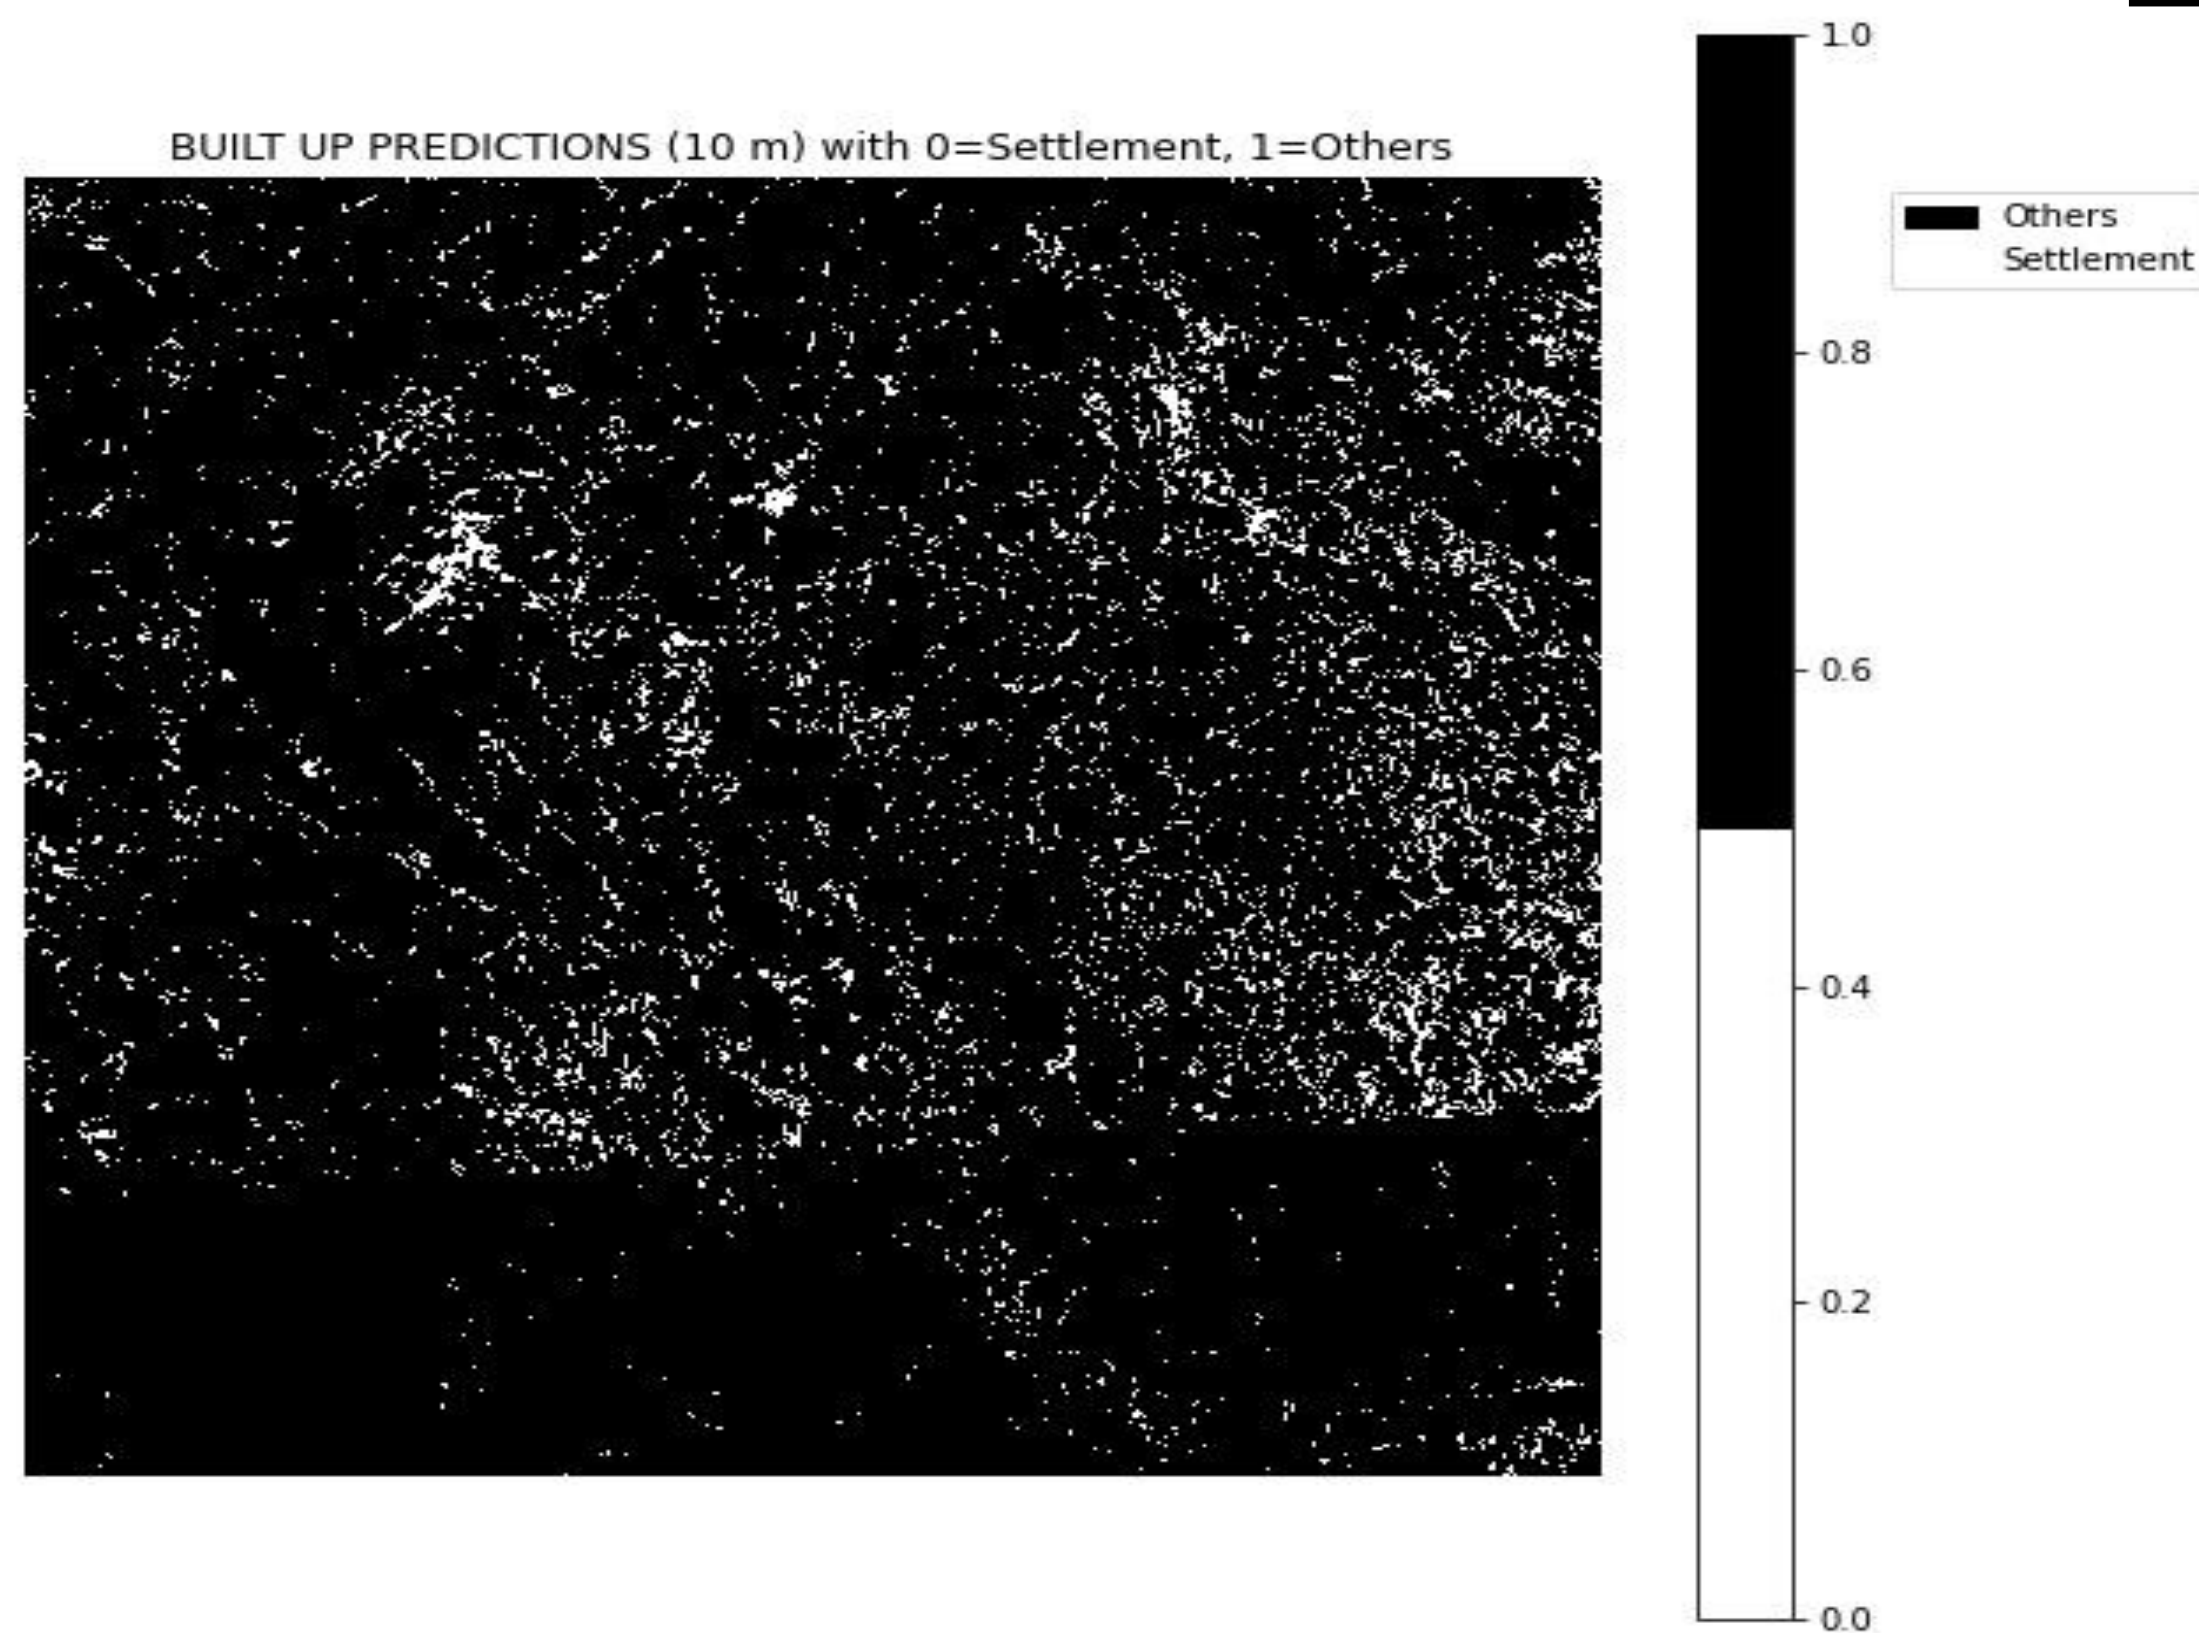 BUILT UP PREDICTIONS (10 m) with 0=Settlement, 1=Others
1.0
0.8
0.6
0.4
0.2
0.0
Others
Settlement